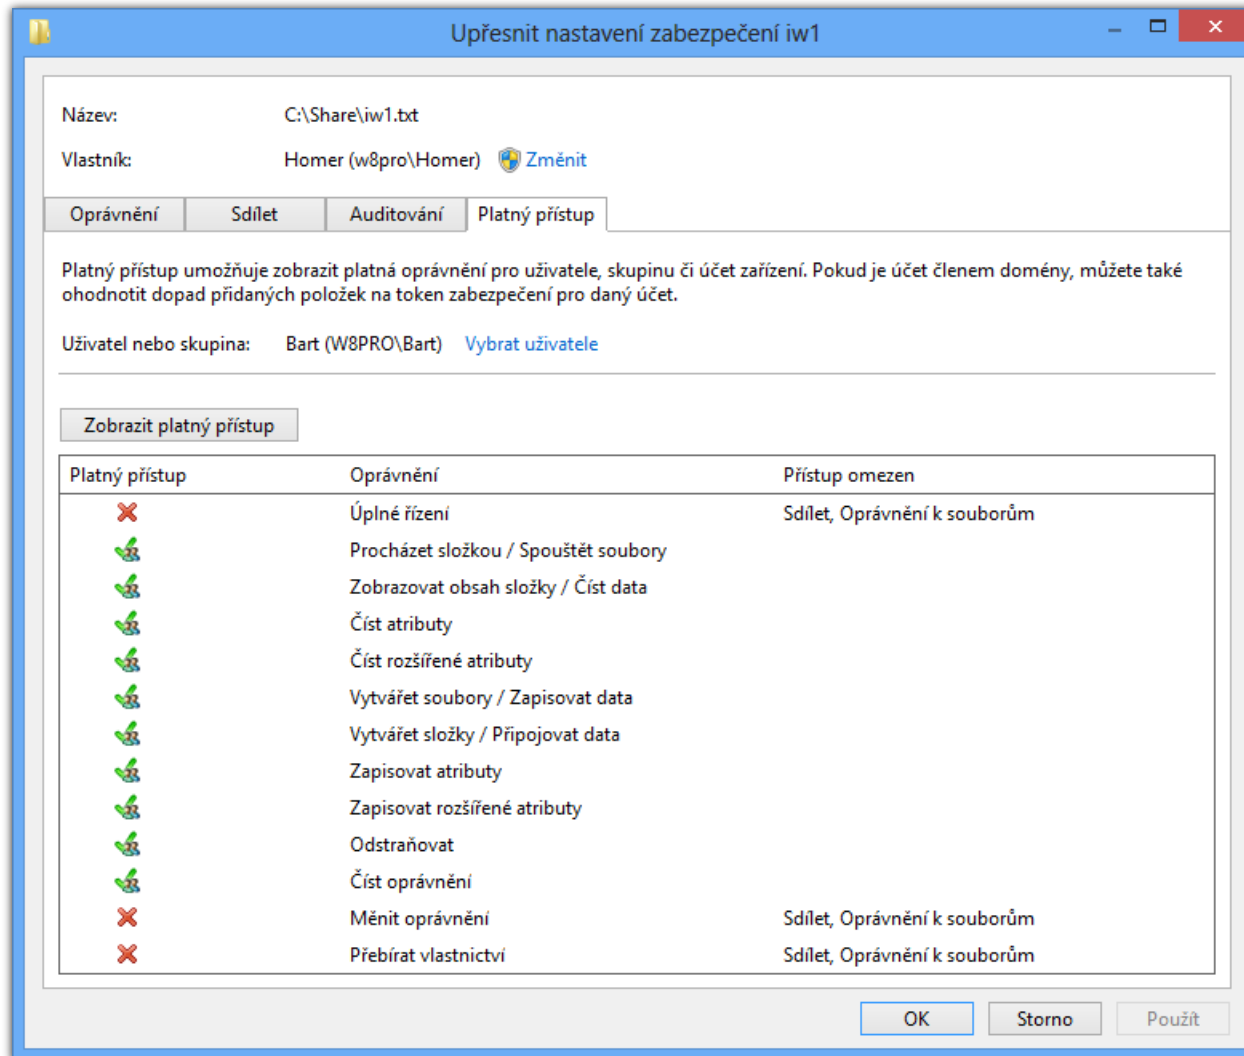 Upřesnit nastavení zabezpečení iw1
Název: C:\Share\iw1.txt
Vlastník: Homer (w8pro\Homer) Změnit
Oprávnění Sdílet Auditování Platný přístup
Platný přístup umožňuje zobrazit platná oprávnění pro uživatele, skupinu či účet zařízení. Pokud je účet členem domény, můžete také
ohodnotit dopad přidaných položek na token zabezpečení pro daný účet.
Uživatel nebo skupina: Bart (W8PRO\Bart) Vybrat uživatele
Zobrazit platný přístup
Platný přístup Oprávnění Přístup omezen
Úplné řízení Sdílet, Oprávnění k souborům
Procházet složkou / Spouštět soubory
Zobrazovat obsah složky / Číst data
Číst atributy
Číst rozšířené atributy
Vytvářet soubory / Zapisovat data
Vytvářet složky / Připojovat data
Zapisovat atributy
Zapisovat rozšířené atributy
Odstraňovat
Číst oprávnění
Měnit oprávnění Sdílet, Oprávnění k souborům
Přebírat vlastnictví Sdílet, Oprávnění k souborům
OK Storno Použít